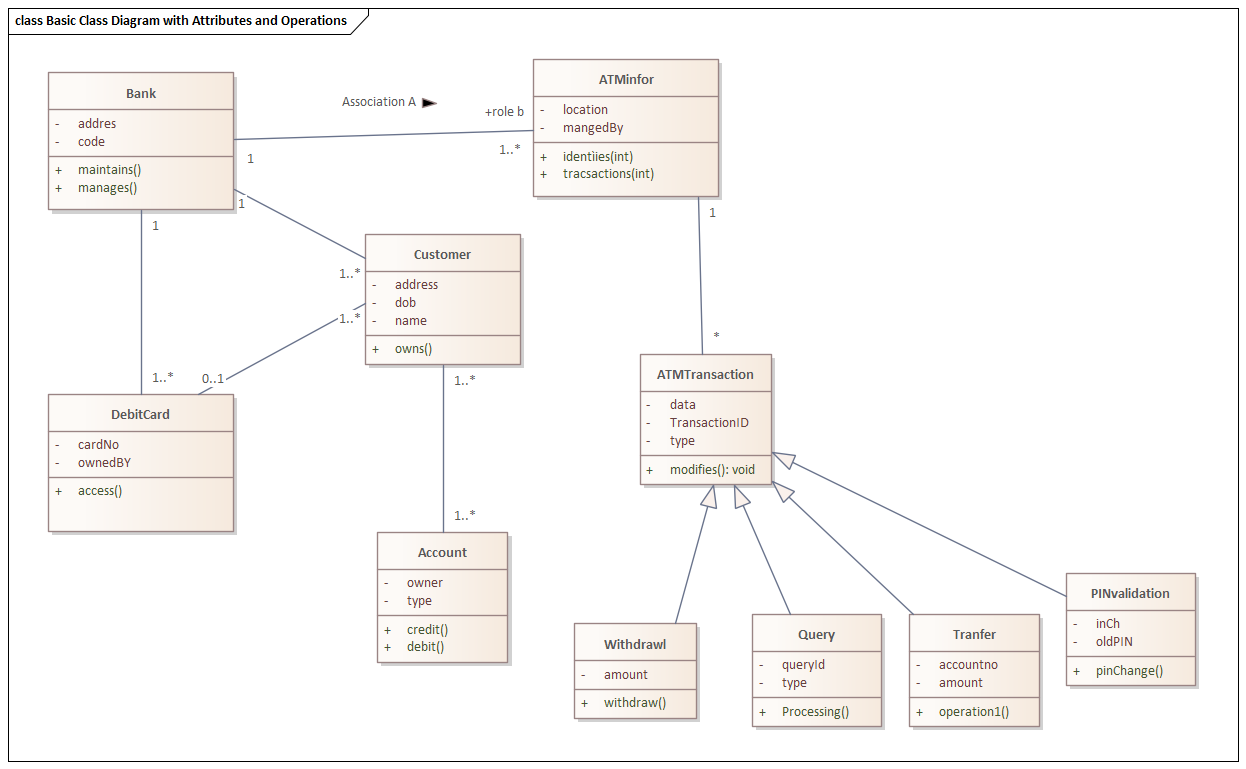 class Basic Class Diagram with Attributes and Operations
Bank
- addres
- code
+ maintains()
+ manages()
Association A
+role b
1
1..*
ATMinfor
- location
- mangedBy
+ identiies(int)
+ tracsactions(int)
1
1..*
1
1..*
1
*
Customer
- address
- dob
- name
+ owns()
1..*
0..1
DebitCard
- cardNo
- ownedBY
+ access()
1..*
1..*
Account
- owner
- type
+ credit()
+ debit()
ATMTransaction
- data
- TransactionID
- type
+ modifies(): void
Withdrawl
- amount
+ withdraw()
Query
- queryId
- type
+ Processing()
Tranfer
- accountno
- amount
+ operation1()
PINvalidation
- inCh
- oldPIN
+ pinChange()